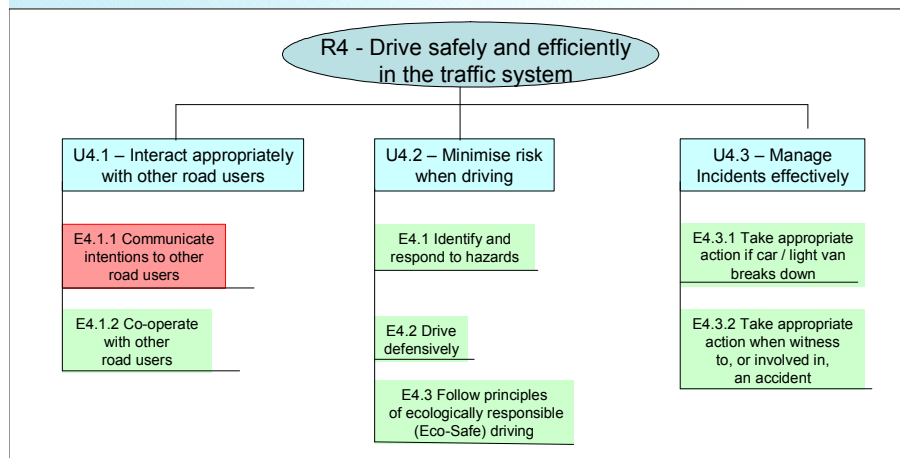 R4 - Drive safely and efficiently
in the traffic system
U4.1 – Interact appropriately
with other road users
E4.1.1 Communicate
intentions to other
road users
E4.1.2 Co-operate
with other
road users
U4.2 – Minimise risk
when driving
E4.1 Identify and
respond to hazards
E4.2 Drive
defensively
E4.3 Follow principles
of ecologically responsible
(Eco-Safe) driving
U4.3 – Manage
Incidents effectively
E4.3.1 Take appropriate
action if car / light van
breaks down
E4.3.2 Take appropriate
action when witness
to, or involved in,
an accident